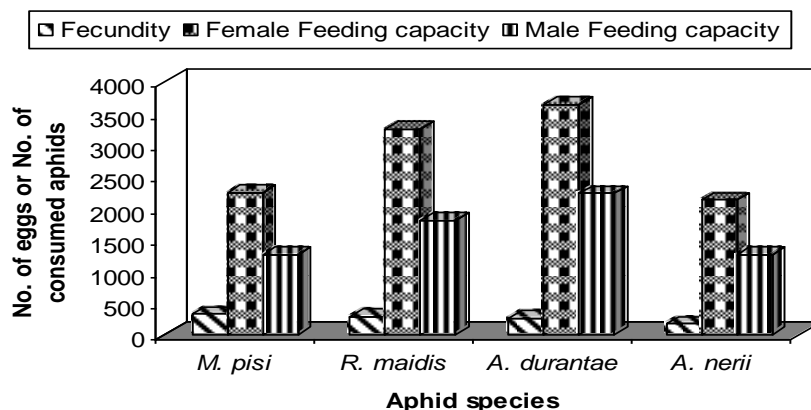 Fecundity Female Feeding capacity Male Feeding capacity
No. of eggs or No. of
consumed aphids
4000
3500
3000
2500
2000
1500
1000
500
0
M. pisi R. maidis A. durantae A. nerii
Aphid species